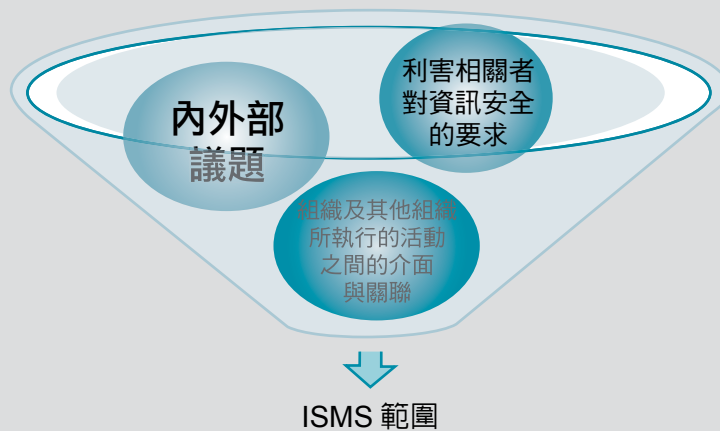 內外部
議題
利害相關者
對資訊安全
的要求
組織及其他組織
所執行的活動
之間的介面
與關聯
ISMS 範圍